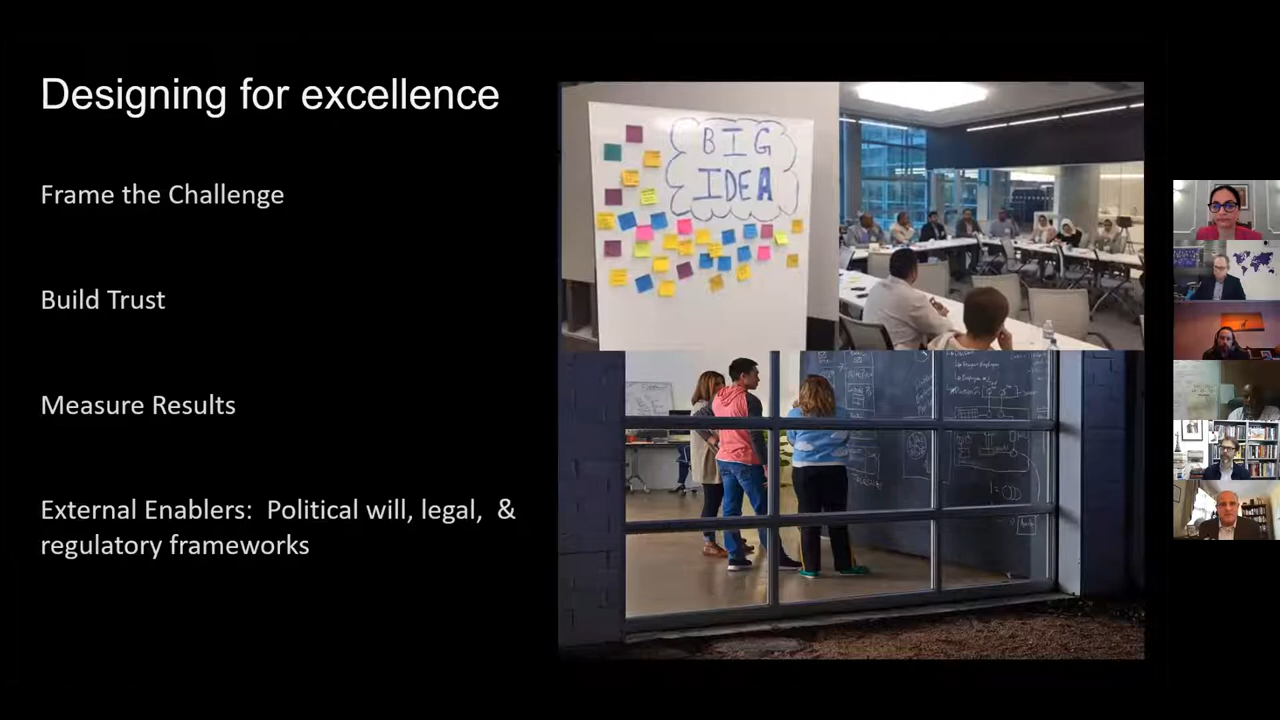 Designing for excellence
Frame the Challenge
Build Trust
Measure Results
External Enablers:  Political will, legal,  &
regulatory frameworks
BIG
IDEA